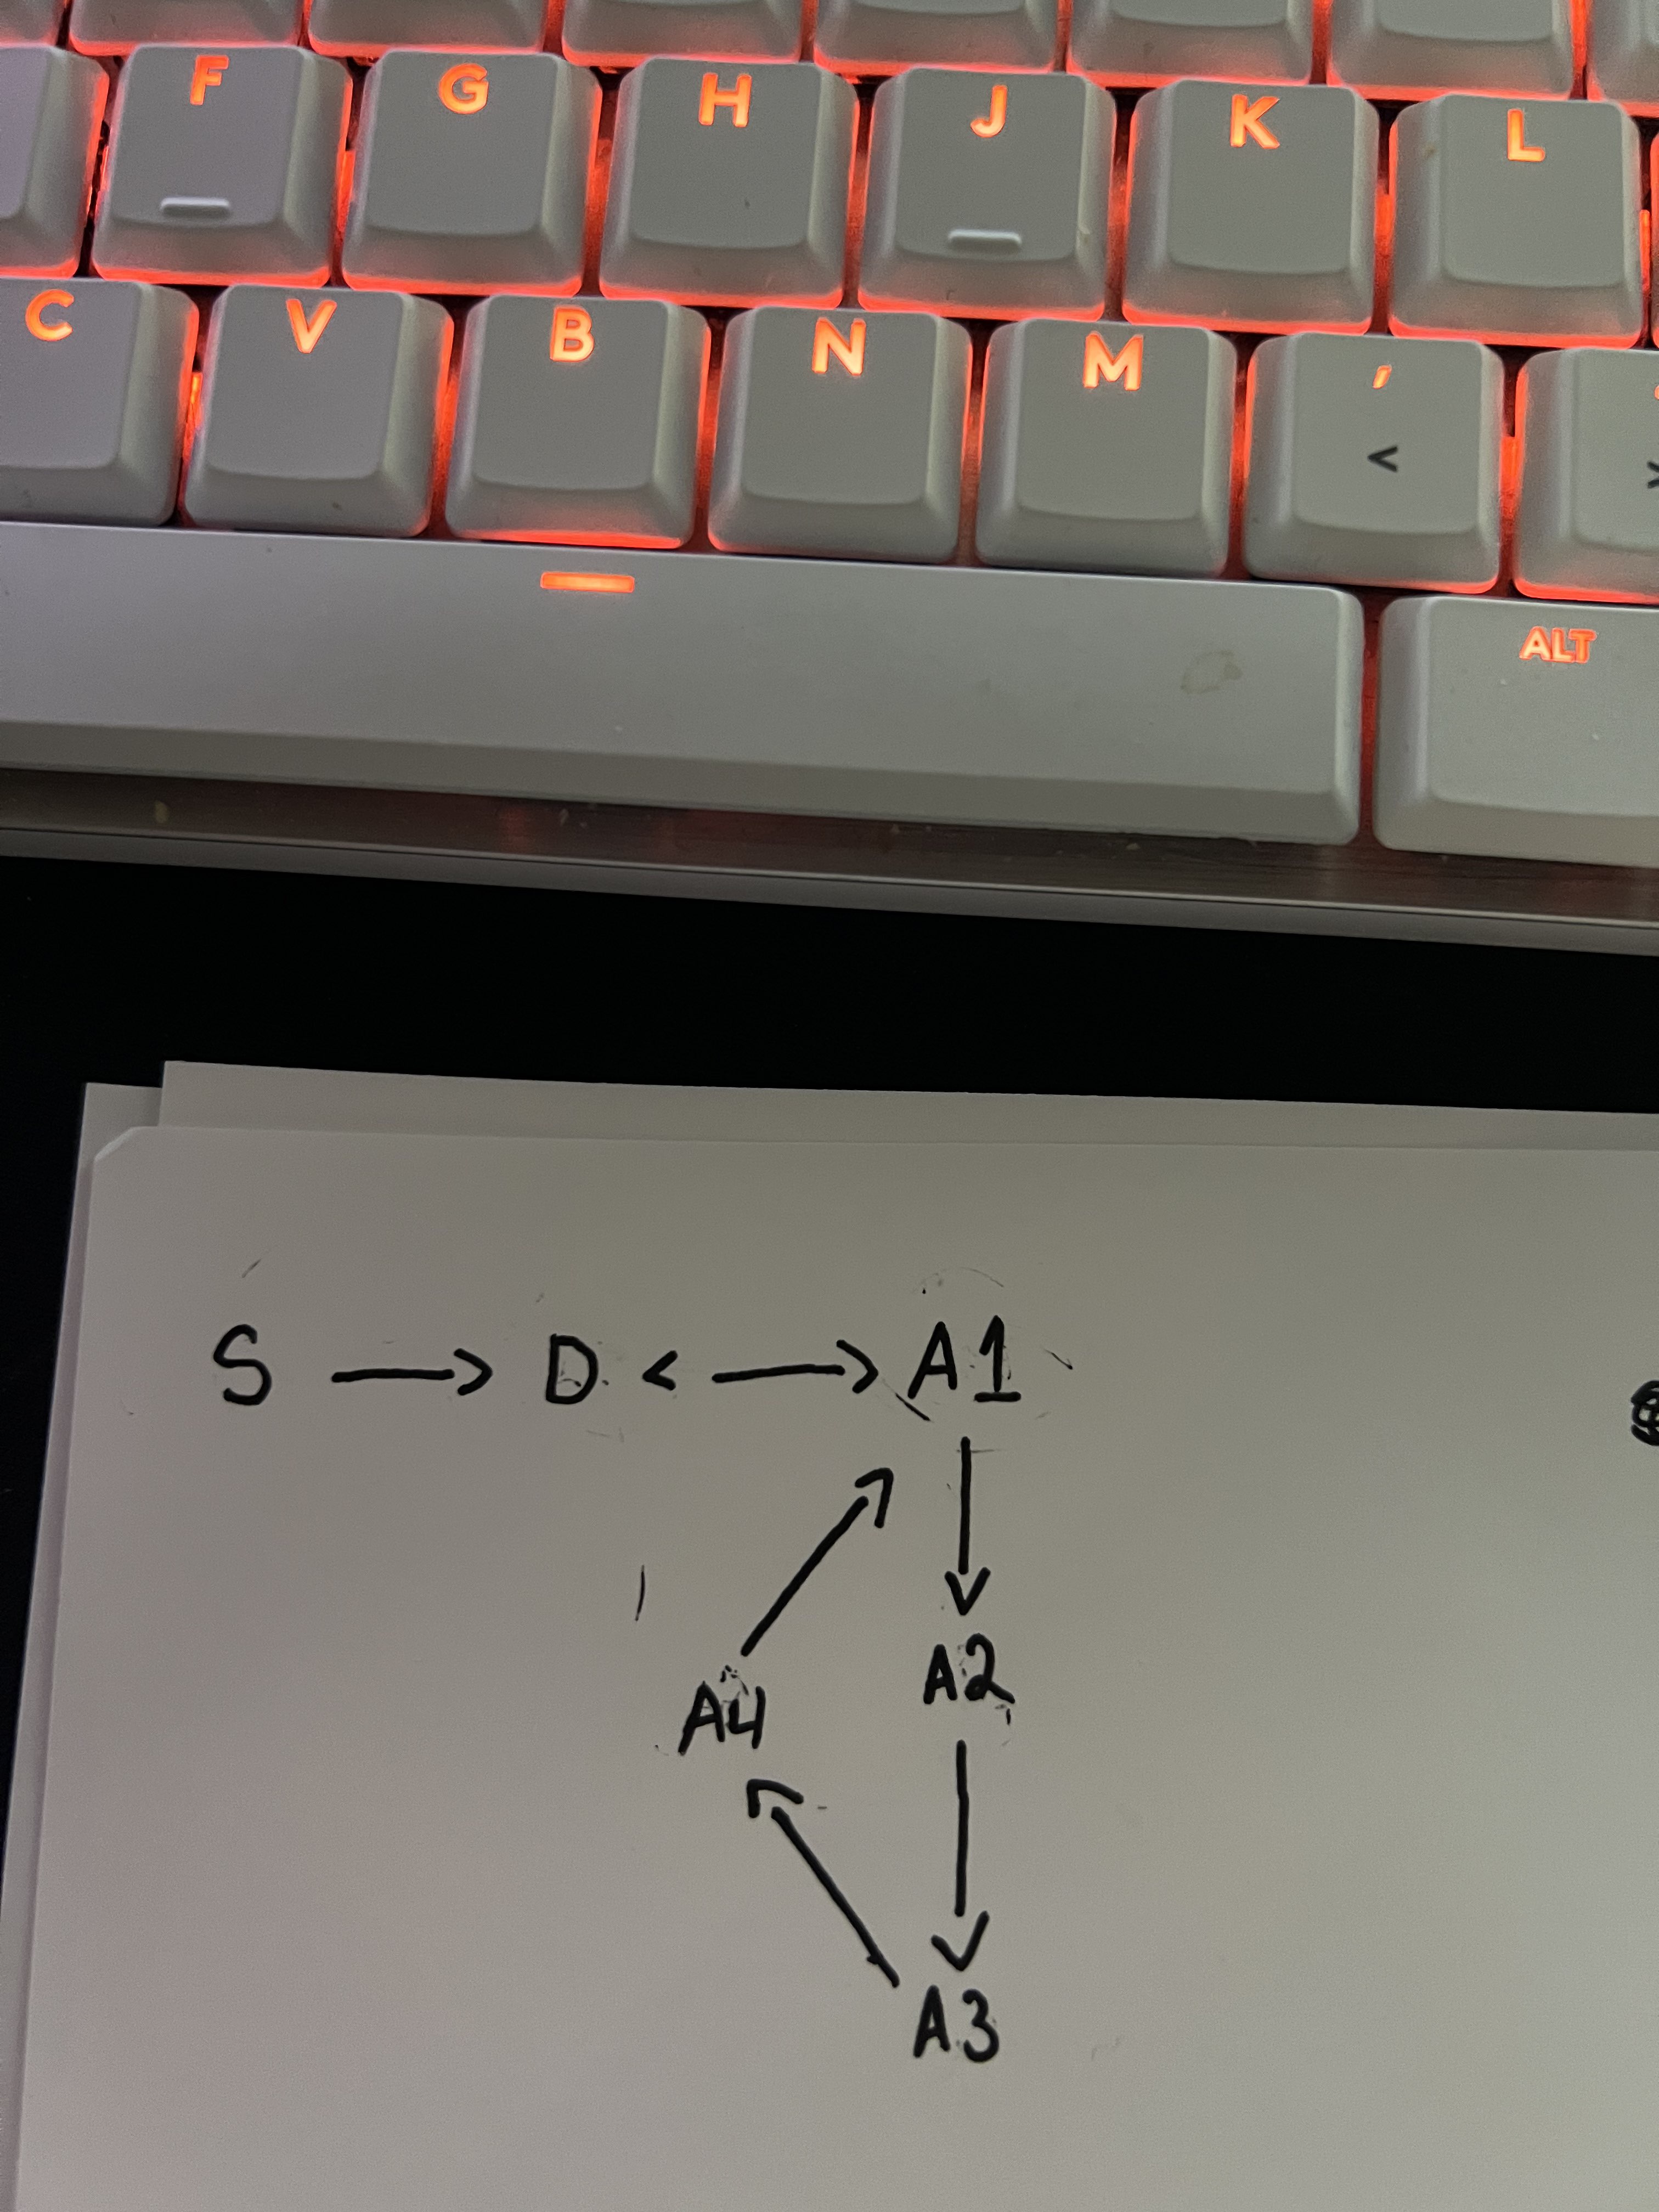 F G H J K L
C V B N M ,
<
ALT
S → D < → A1
A2
A4
A3